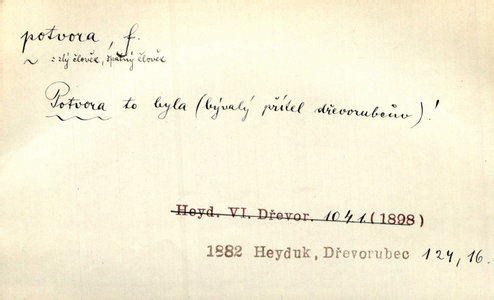 potvora, f.
~ : zlý člověk, špatný člověk
Potvora to byla (bývalý přítel dřevorubcův)!
Heyd. VI. Dřevor. 1041 (1898)
1882 Heyduk, Dřevorubec 124, 16.